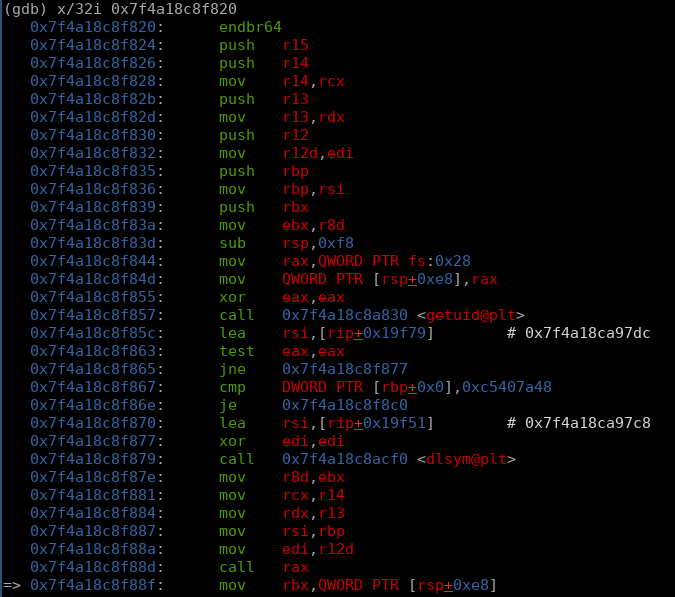 (gdb) x/32i 0x7f4a18c8f820
   0x7f4a18c8f820:	endbr64
   0x7f4a18c8f824:	push   r15
   0x7f4a18c8f826:	push   r14
   0x7f4a18c8f828:	mov    r14,rcx
   0x7f4a18c8f82b:	push   r13
   0x7f4a18c8f82d:	mov    r13,rdx
   0x7f4a18c8f830:	push   r12
   0x7f4a18c8f832:	mov    r12d,edi
   0x7f4a18c8f835:	push   rbp
   0x7f4a18c8f836:	mov    rbp,rsi
   0x7f4a18c8f839:	push   rbx
   0x7f4a18c8f83a:	mov    ebx,r8d
   0x7f4a18c8f83d:	sub    rsp,0xf8
   0x7f4a18c8f844:	mov    rax,QWORD PTR fs:0x28
   0x7f4a18c8f84d:	mov    QWORD PTR [rsp+0xe8],rax
   0x7f4a18c8f855:	xor    eax,eax
   0x7f4a18c8f857:	call   0x7f4a18c8a830 <getuid@plt>
   0x7f4a18c8f85c:	lea    rsi,[rip+0x19f79]        # 0x7f4a18ca97dc
   0x7f4a18c8f863:	test   eax,eax
   0x7f4a18c8f865:	jne    0x7f4a18c8f877
   0x7f4a18c8f867:	cmp    DWORD PTR [rbp+0x0],0xc5407a48
   0x7f4a18c8f86e:	je     0x7f4a18c8f8c0
   0x7f4a18c8f870:	lea    rsi,[rip+0x19f51]        # 0x7f4a18ca97c8
   0x7f4a18c8f877:	xor    edi,edi
   0x7f4a18c8f879:	call   0x7f4a18c8acf0 <dlsym@plt>
   0x7f4a18c8f87e:	mov    r8d,ebx
   0x7f4a18c8f881:	mov    rcx,r14
   0x7f4a18c8f884:	mov    rdx,r13
   0x7f4a18c8f887:	mov    rsi,rbp
   0x7f4a18c8f88a:	mov    edi,r12d
   0x7f4a18c8f88d:	call   rax
=> 0x7f4a18c8f88f:	mov    rbx,QWORD PTR [rsp+0xe8]